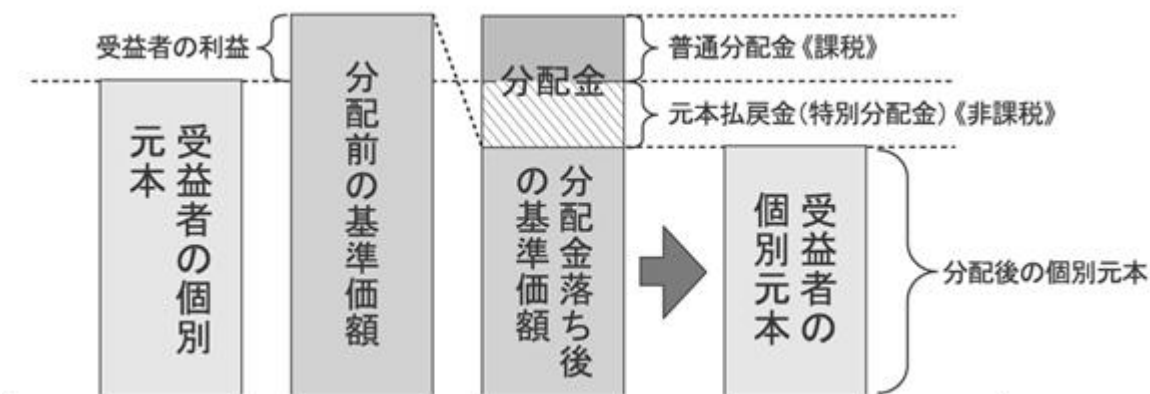 受益者の利益
受益者の個別
元本
分配前の基準価額
分配金
分配金落ち後
の基準価額
普通分配金《課税》
元本払戻金(特別分配金)《非課税》
受益者の
個別元本
分配後の個別元本